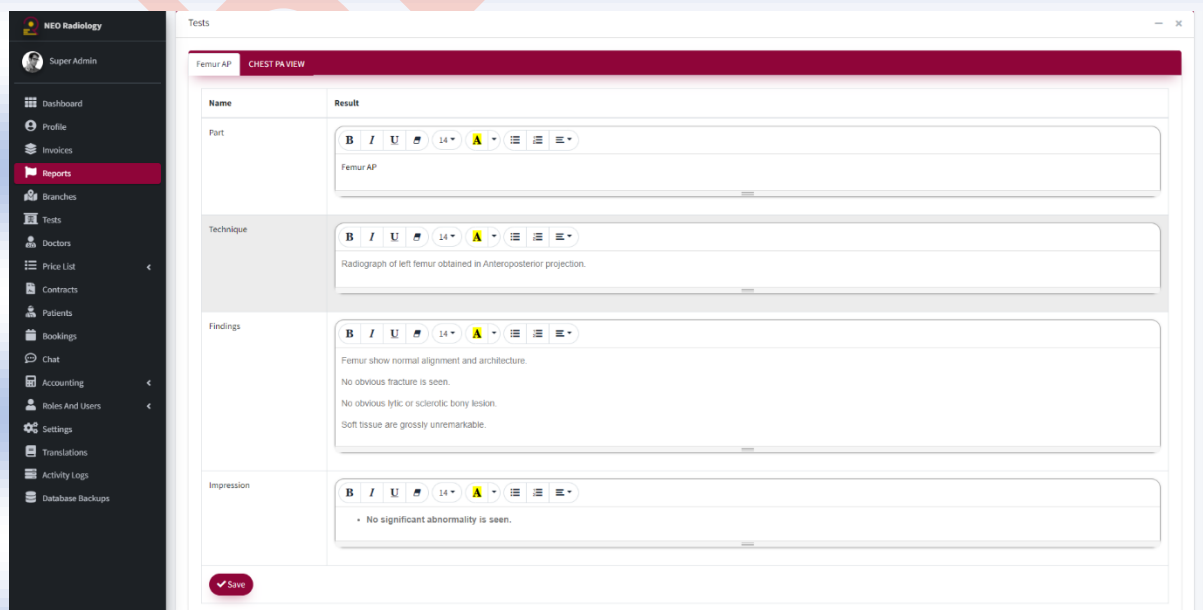 NEO Radiology
Super Admin
Dashboard
Profile
Invoices
Reports
Branches
Tests
Doctors
Price List
Contracts
Patients
Bookings
Chat
Accounting
Roles And Users
Settings
Translations
Activity Logs
Database Backups
Tests
Femur AP CHEST PA VIEW
Name Result
Part
B I U 14 A
Femur AP
Technique
B I U 14 A
Radiograph of left femur obtained in Anteroposterior projection.
Findings
B I U 14 A
Femur show normal alignment and architecture.
No obvious fracture is seen.
No obvious lytic or sclerotic bony lesion.
Soft tissue are grossly unremarkable.
Impression
B I U 14 A
• No significant abnormality is seen.
Save